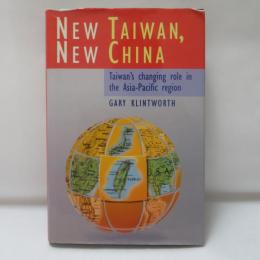 NEW TAIWAN,
NEW CHINA
Taiwan's changing role in
the Asia-Pacific region
GARY KLINTWORTH